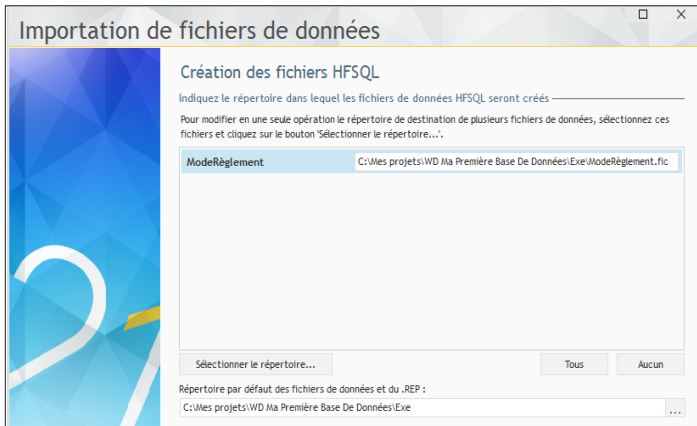 Importation de fichiers de données
Création des fichiers HFSQL
Indiquez le répertoire dans lequel les fichiers de données HFSQL seront créés
Pour modifier en une seule opération le répertoire de destination de plusieurs fichiers de données, sélectionnez ces
fichiers et cliquez sur le bouton 'Sélectionner le répertoire...'.
ModeRèglement C:\Mes projets\WD Ma Première Base De Données\Exe\ModeRèglement.fic
Sélectionner le répertoire... Tous Aucun
Répertoire par défaut des fichiers de données et du .REP :
C:\Mes projets\WD Ma Première Base De Données\Exe ...